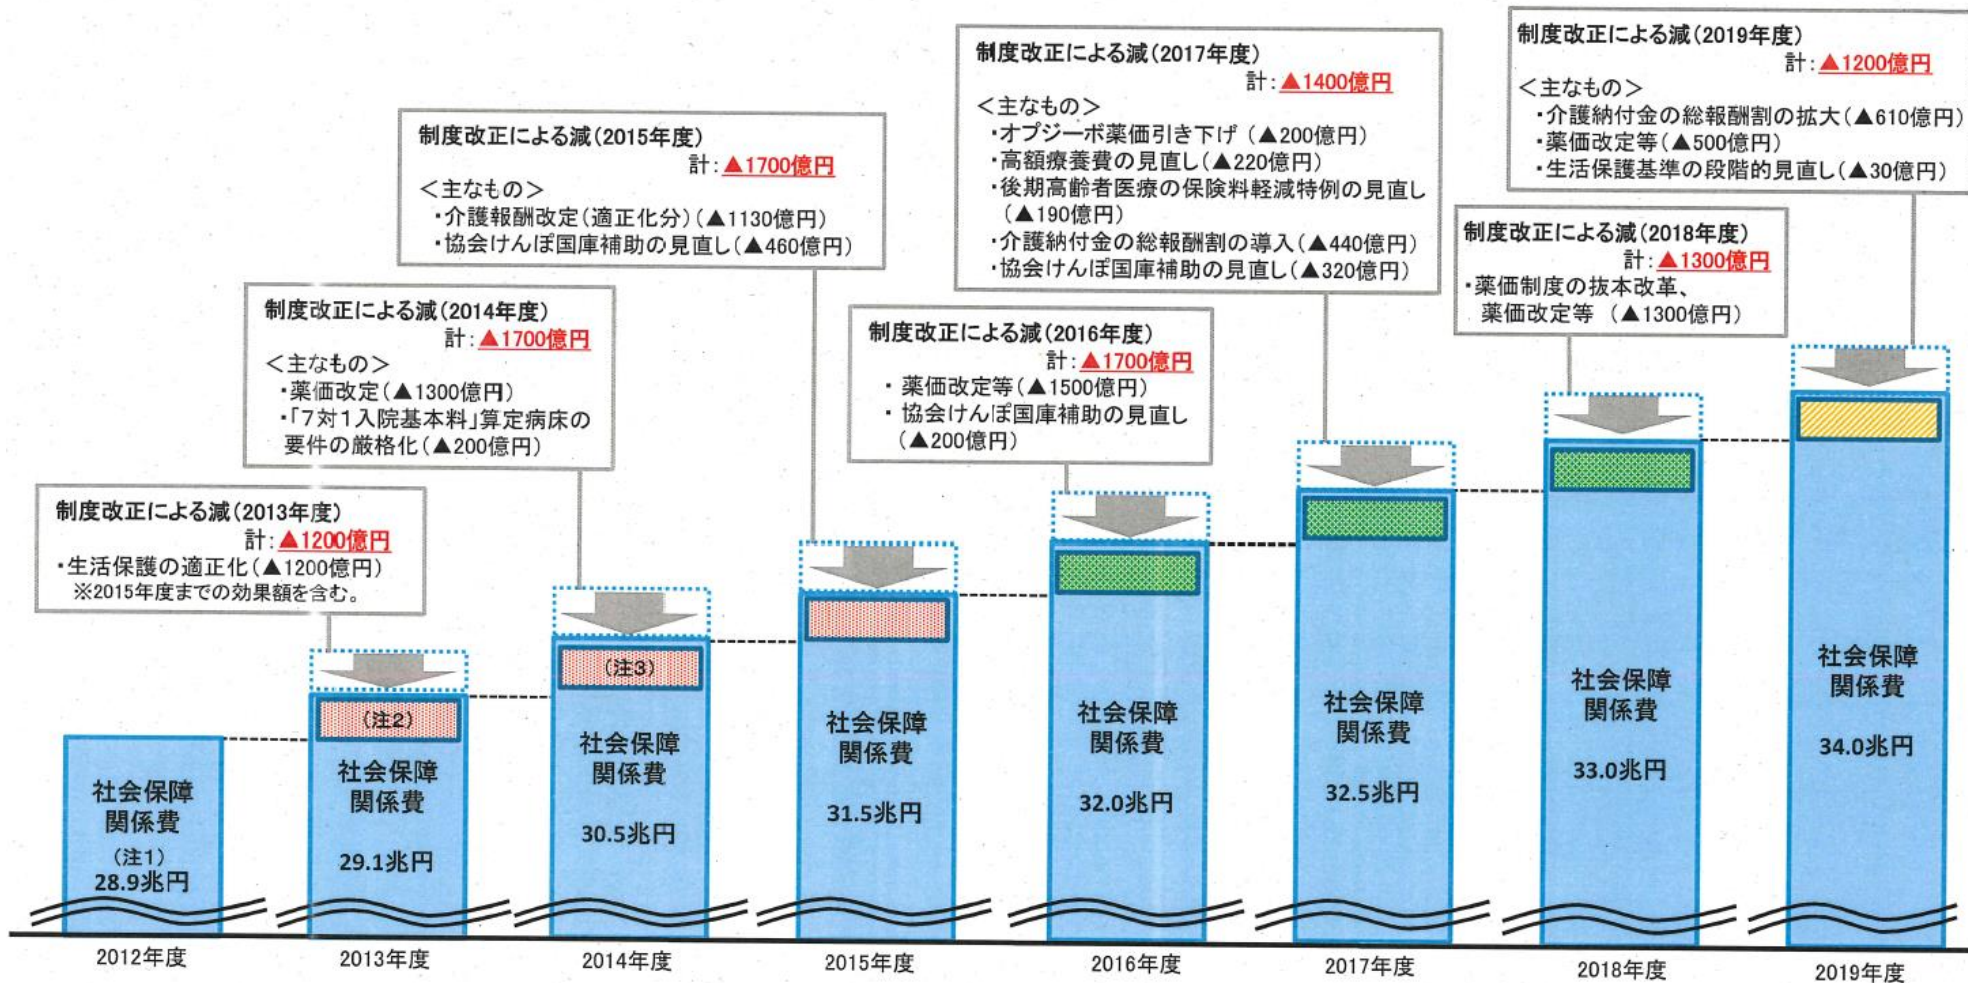 制度改正による減(2013年度)
計:▲1200億円
・生活保護の適正化(▲1200億円)
※2015年度までの効果額を含む。
制度改正による減(2014年度)
計:▲1700億円
<主なもの>
・薬価改定(▲1300億円)
・「7対1入院基本料」算定病床の
要件の厳格化(▲200億円)
制度改正による減(2015年度)
計:▲1700億円
<主なもの>
・介護報酬改定(適正化分)(▲1130億円)
・協会けんぽ国庫補助の見直し(▲460億円)
制度改正による減(2016年度)
計:▲1700億円
・ 薬価改定等(▲1500億円)
・ 協会けんぽ国庫補助の見直し
(▲200億円)
制度改正による減(2017年度)
計:▲1400億円
<主なもの>
・オプジーボ薬価引き下げ (▲200億円)
・高額療養費の見直し(▲220億円)
・後期高齢者医療の保険料軽減特例の見直し
(▲190億円)
・介護納付金の総報酬割の導入(▲440億円)
・協会けんぽ国庫補助の見直し(▲320億円)
制度改正による減(2018年度)
計:▲1300億円
・薬価制度の抜本改革、
薬価改定等 (▲1300億円)
制度改正による減(2019年度)
計:▲1200億円
<主なもの>
・介護納付金の総報酬割の拡大(▲610億円)
・薬価改定等(▲500億円)
・生活保護基準の段階的見直し(▲30億円)
社会保障
関係費
(注1)
28.9兆円
(注2)
社会保障
関係費
29.1兆円
(注3)
社会保障
関係費
30.5兆円
社会保障
関係費
31.5兆円
社会保障
関係費
32.0兆円
社会保障
関係費
32.5兆円
社会保障
関係費
33.0兆円
社会保障
関係費
34.0兆円
2012年度
2013年度
2014年度
2015年度
2016年度
2017年度
2018年度
2019年度